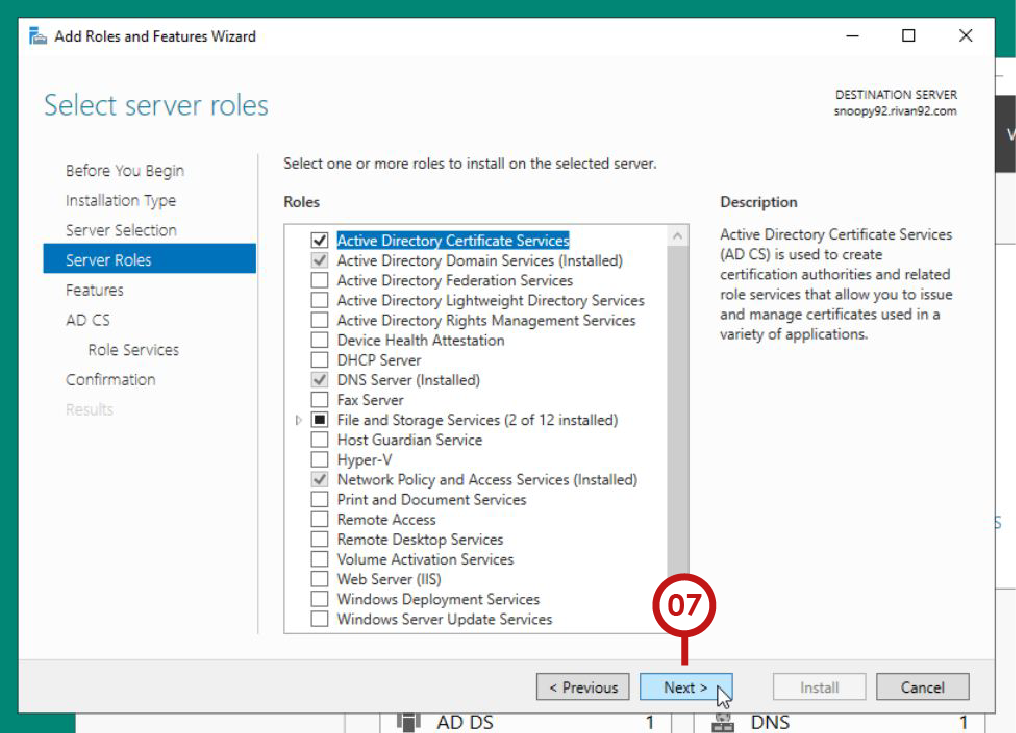 Add Roles and Features Wizard
Select server roles
DESTINATION SERVER
snoopy92.rivan92.com
Before You Begin
Installation Type
Server Selection
Server Roles
Features
AD CS
Role Services
Confirmation
Results
Select one or more roles to install on the selected server.
Roles
Active Directory Certificate Services
Active Directory Domain Services (Installed)
Active Directory Federation Services
Active Directory Lightweight Directory Services
Active Directory Rights Management Services
Device Health Attestation
DHCP Server
DNS Server (Installed)
Fax Server
File and Storage Services (2 of 12 installed)
Host Guardian Service
Hyper-V
Network Policy and Access Services (Installed)
Print and Document Services
Remote Access
Remote Desktop Services
Volume Activation Services
Web Server (IIS)
Windows Deployment Services
Windows Server Update Services
Description
Active Directory Certificate Services
(AD CS) is used to create
certification authorities and related
role services that allow you to issue
and manage certificates used in a
variety of applications.
07
< Previous
Next >
Install
Cancel
AD DS 1
DNS 1